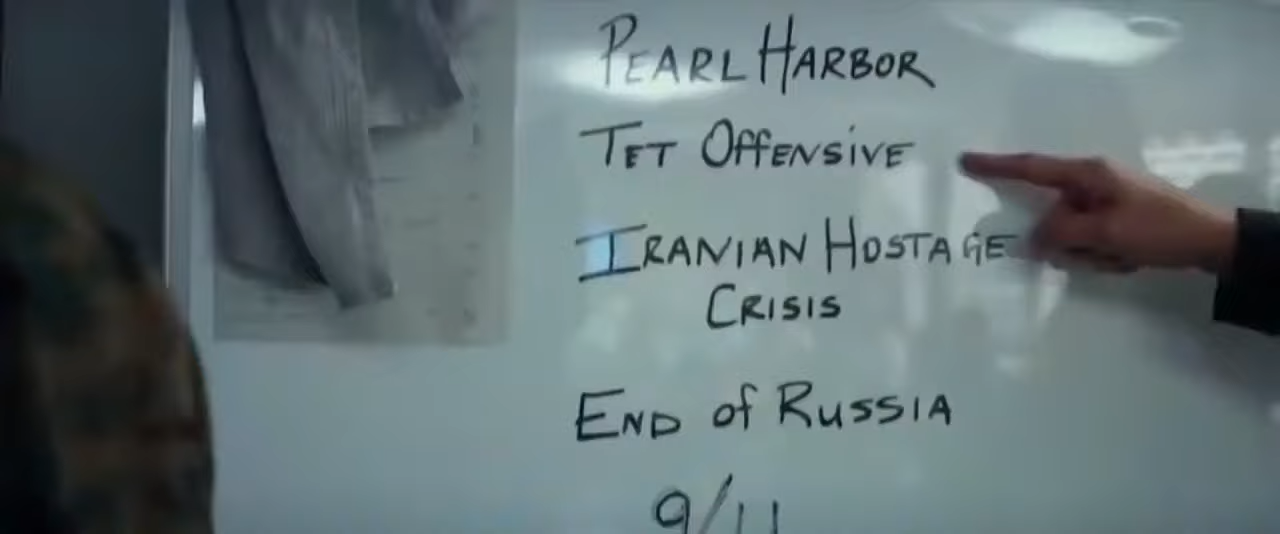 PEARL HARBOR
TET OFFENSIVE
IRANIAN HOSTAGE
CRISIS
END of RUSSIA
9/11